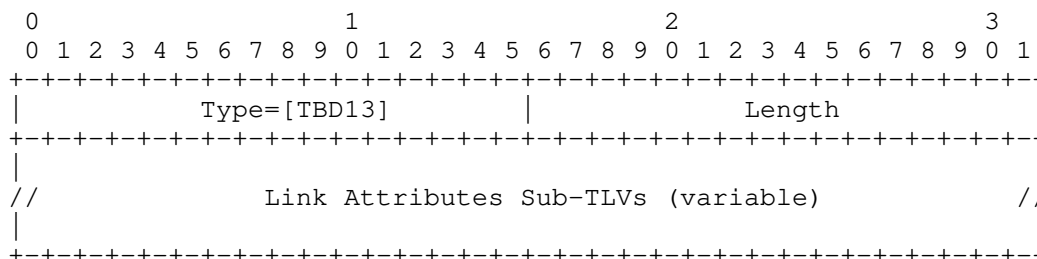 0                   1                   2                   3
0 1 2 3 4 5 6 7 8 9 0 1 2 3 4 5 6 7 8 9 0 1 2 3 4 5 6 7 8 9 0 1
+-+-+-+-+-+-+-+-+-+-+-+-+-+-+-+-+-+-+-+-+-+-+-+-+-+-+-+-+-+-+-+-
|           Type=[TBD13]        |             Length
+-+-+-+-+-+-+-+-+-+-+-+-+-+-+-+-+-+-+-+-+-+-+-+-+-+-+-+-+-+-+-+-
|
//              Link Attributes Sub-TLVs (variable)            //
|
+-+-+-+-+-+-+-+-+-+-+-+-+-+-+-+-+-+-+-+-+-+-+-+-+-+-+-+-+-+-+-+-